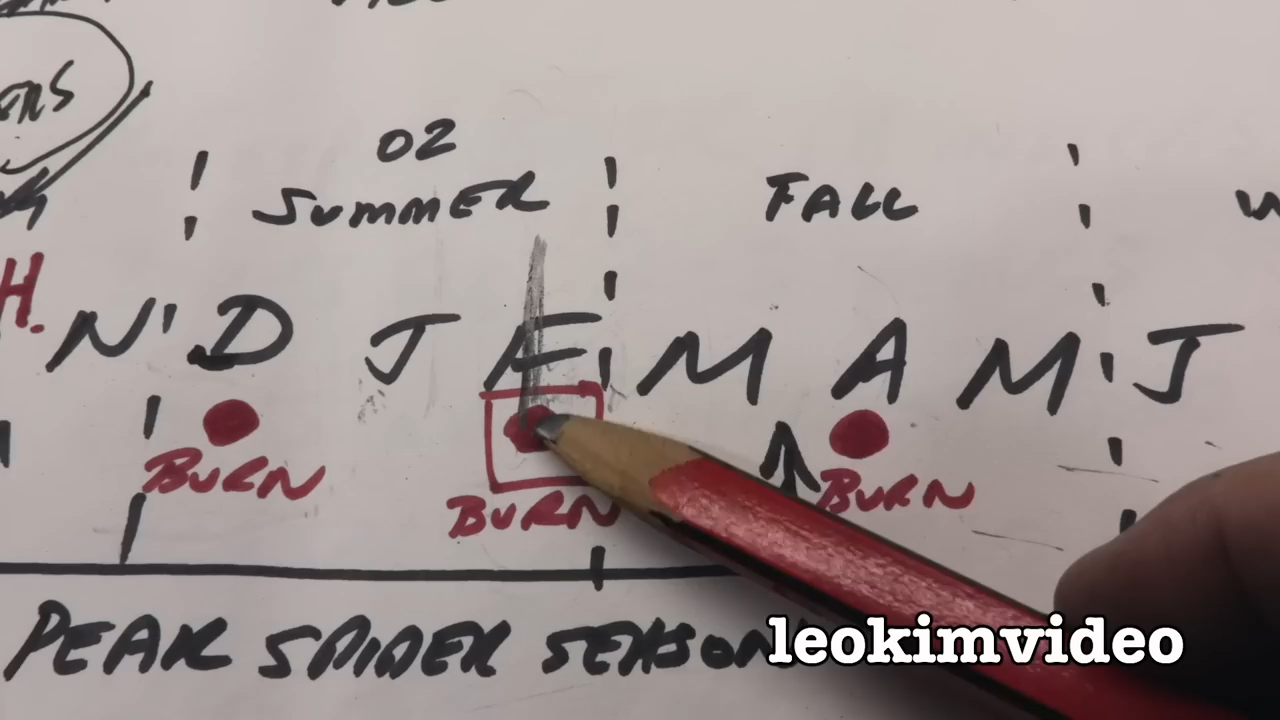 02
SUMMER FALL
H.
N D J F M A M J
BURN BURN BURN
PEAK SPIDER SEASON
leokimvideo